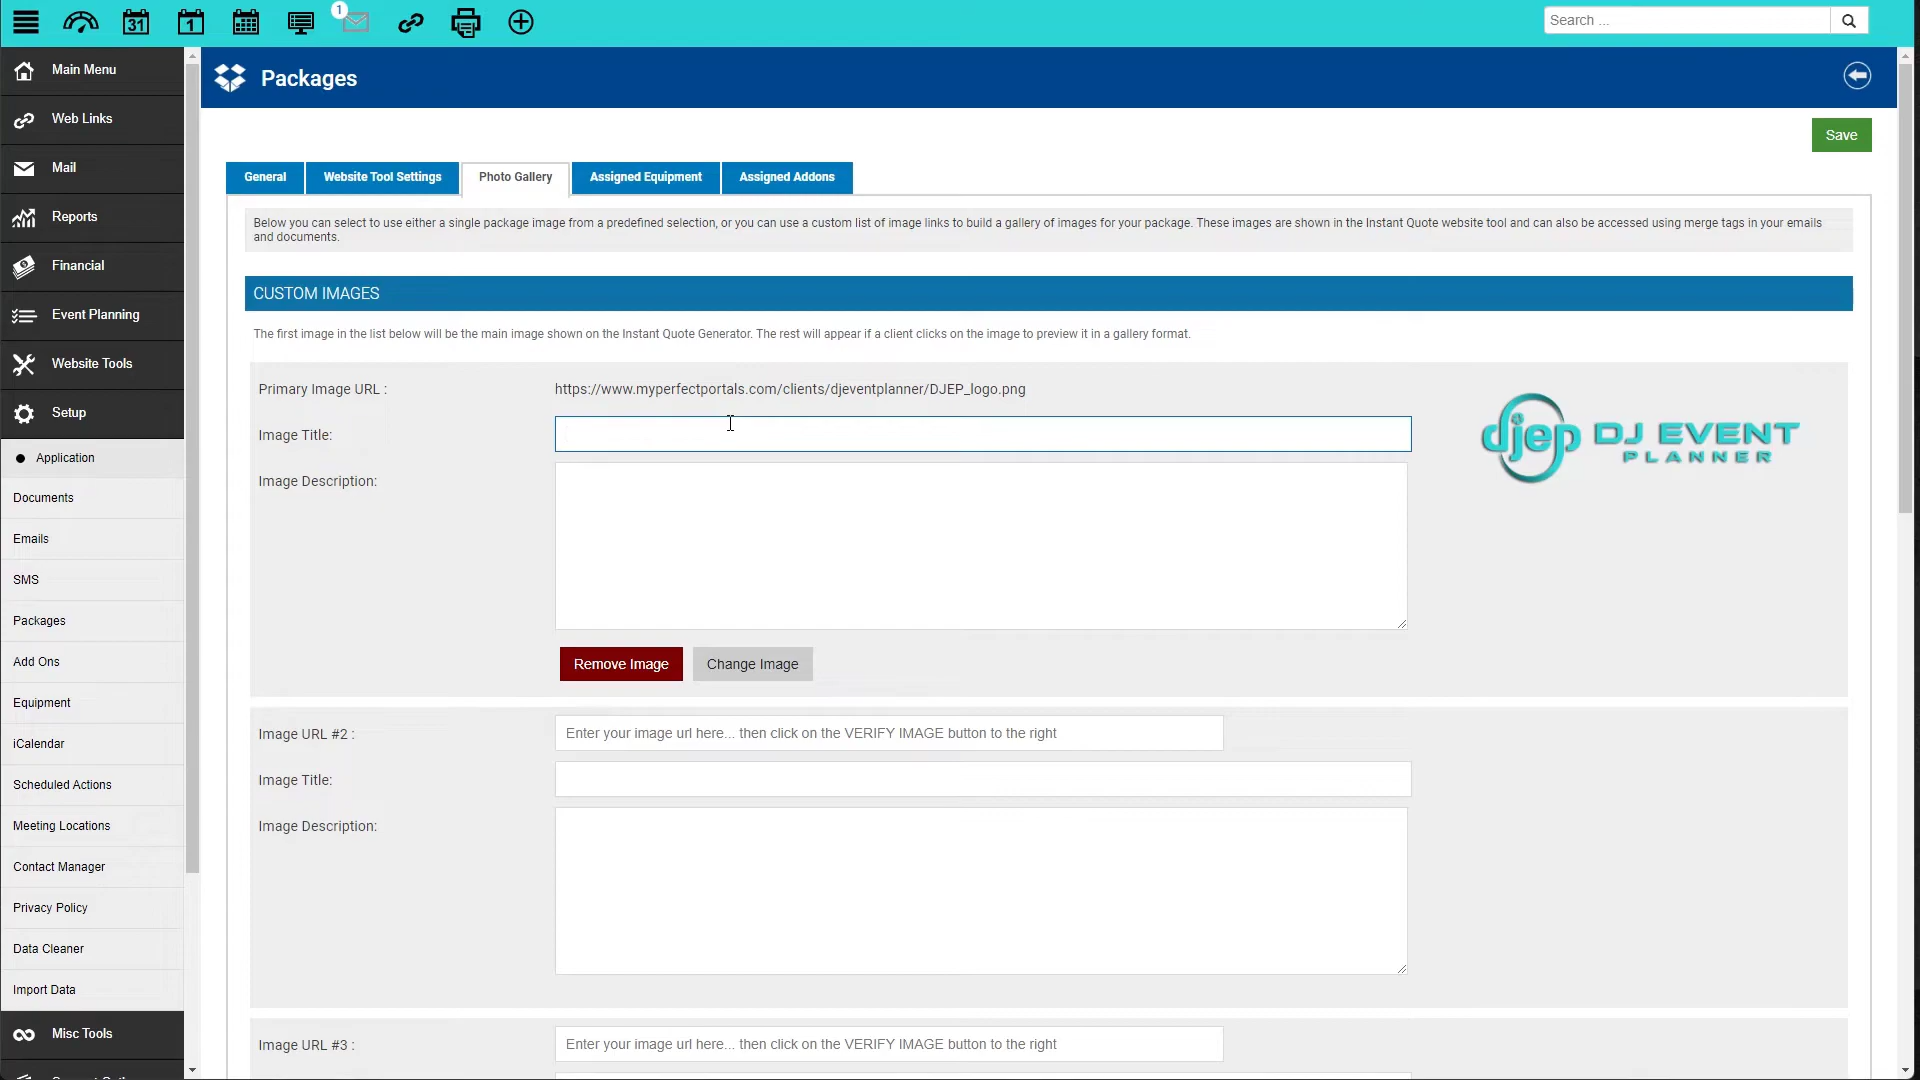 31
1
1
Search ...
Main Menu
Web Links
Mail
Reports
Financial
Event Planning
Website Tools
Setup
Application
Documents
Emails
SMS
Packages
Add Ons
Equipment
iCalendar
Scheduled Actions
Meeting Locations
Contact Manager
Privacy Policy
Data Cleaner
Import Data
Misc Tools
Packages
Save
General
Website Tool Settings
Photo Gallery
Assigned Equipment
Assigned Addons
Below you can select to use either a single package image from a predefined selection, or you can use a custom list of image links to build a gallery of images for your package. These images are shown in the Instant Quote website tool and can also be accessed using merge tags in your emails
and documents.
CUSTOM IMAGES
The first image in the list below will be the main image shown on the Instant Quote Generator. The rest will appear if a client clicks on the image to preview it in a gallery format.
Primary Image URL :
https://www.myperfectportals.com/clients/djeventplanner/DJEP_logo.png
Image Title:
Image Description:
djep DJ EVENT
PLANNER
Remove Image
Change Image
Image URL #2 :
Enter your image url here... then click on the VERIFY IMAGE button to the right
Image Title:
Image Description:
Image URL #3 :
Enter your image url here... then click on the VERIFY IMAGE button to the right